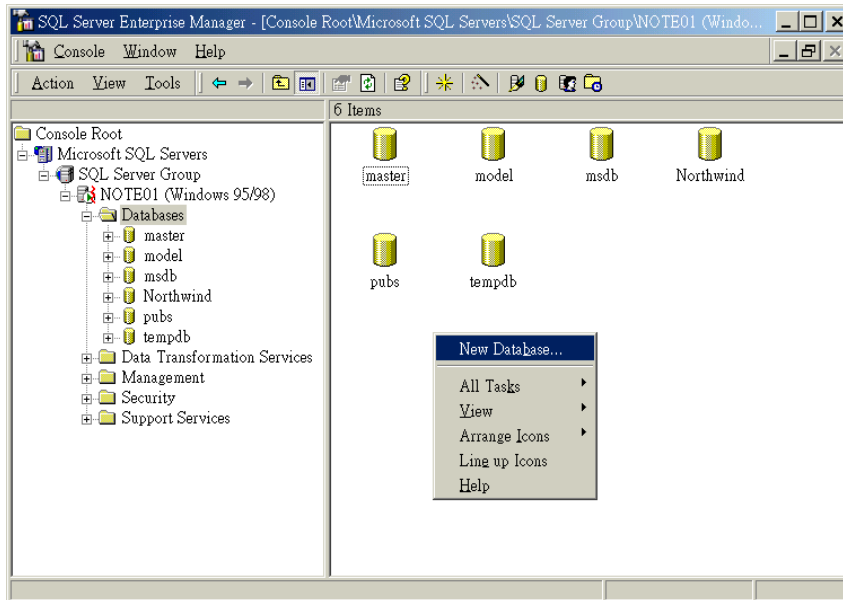 SQL Server Enterprise Manager - [Console Root\Microsoft SQL Servers\SQL Server Group\NOTE01 (Windo...
Console Window Help
Action View Tools
6 Items
Console Root
Microsoft SQL Servers
SQL Server Group
NOTE01 (Windows 95/98)
Databases
master
model
msdb
Northwind
pubs
tempdb
Data Transformation Services
Management
Security
Support Services
master model msdb Northwind
pubs tempdb
New Database...
All Tasks
View
Arrange Icons
Line up Icons
Help